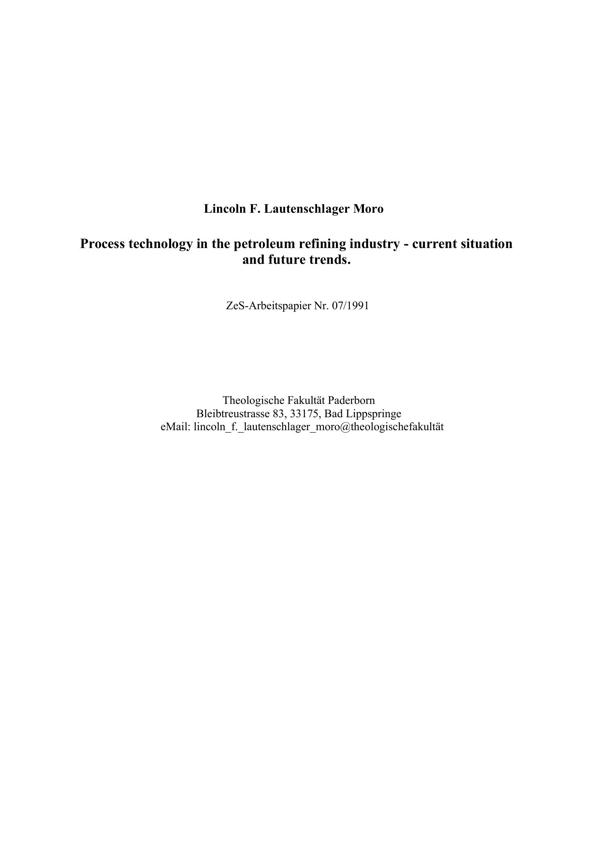 Lincoln F. Lautenschlager Moro
Process technology in the petroleum refining industry - current situation
and future trends.
ZeS-Arbeitspapier Nr. 07/1991
Theologische Fakultät Paderborn
Bleibtreustrasse 83, 33175, Bad Lippspringe
eMail: lincoln_f._lautenschlager_moro@theologischefakultät